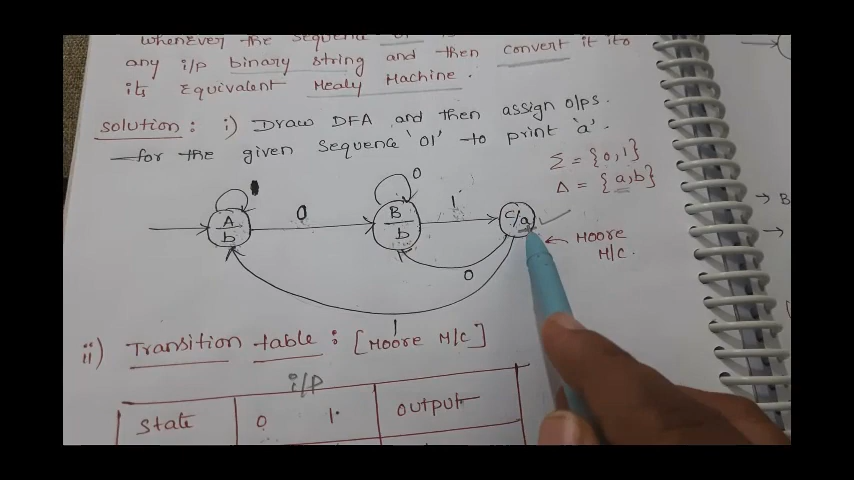 whenever the sequence
any i/p binary string and then convert it into
its Equivalent Mealy Machine.
solution: i) Draw DFA and then assign o/ps.
for the given sequence '01' to print 'a'.
Σ = {0,1}
Δ = {a,b}
0
0
1
A
b
B
b
C/a
← Moore
M/C.
0
1
→ B
→
ii) Transition table : [Moore M/C]
i/p
State 0 1 output